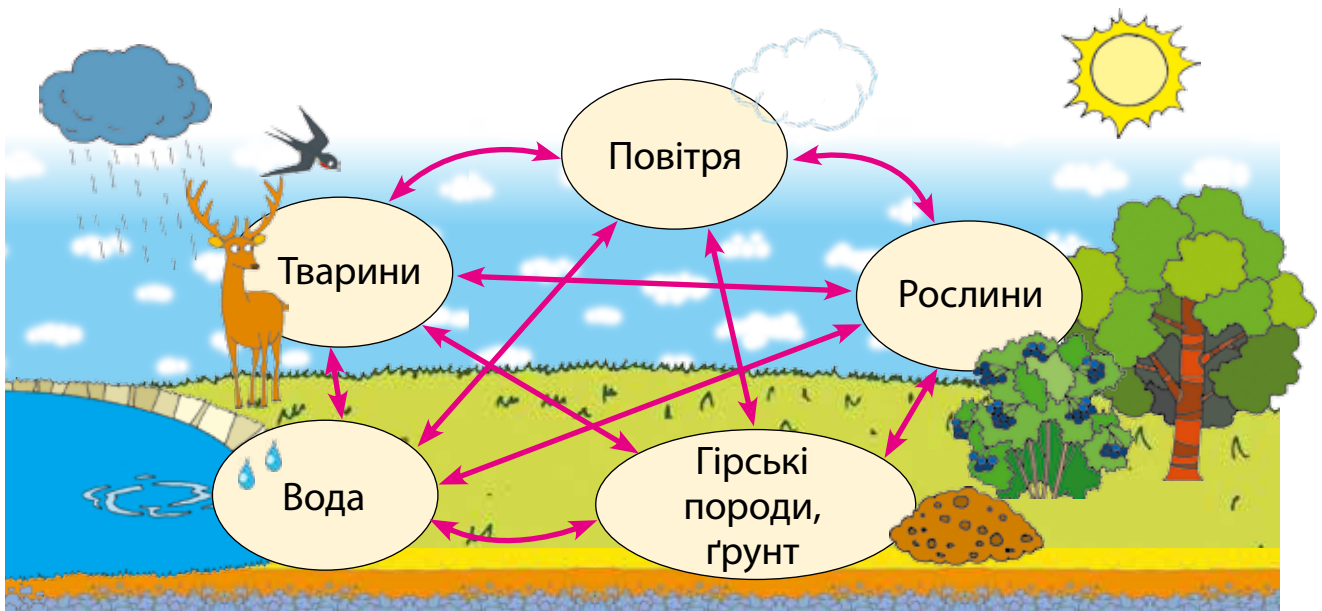 Повітря
Тварини
Рослини
Вода
Гірські
породи,
ґрунт